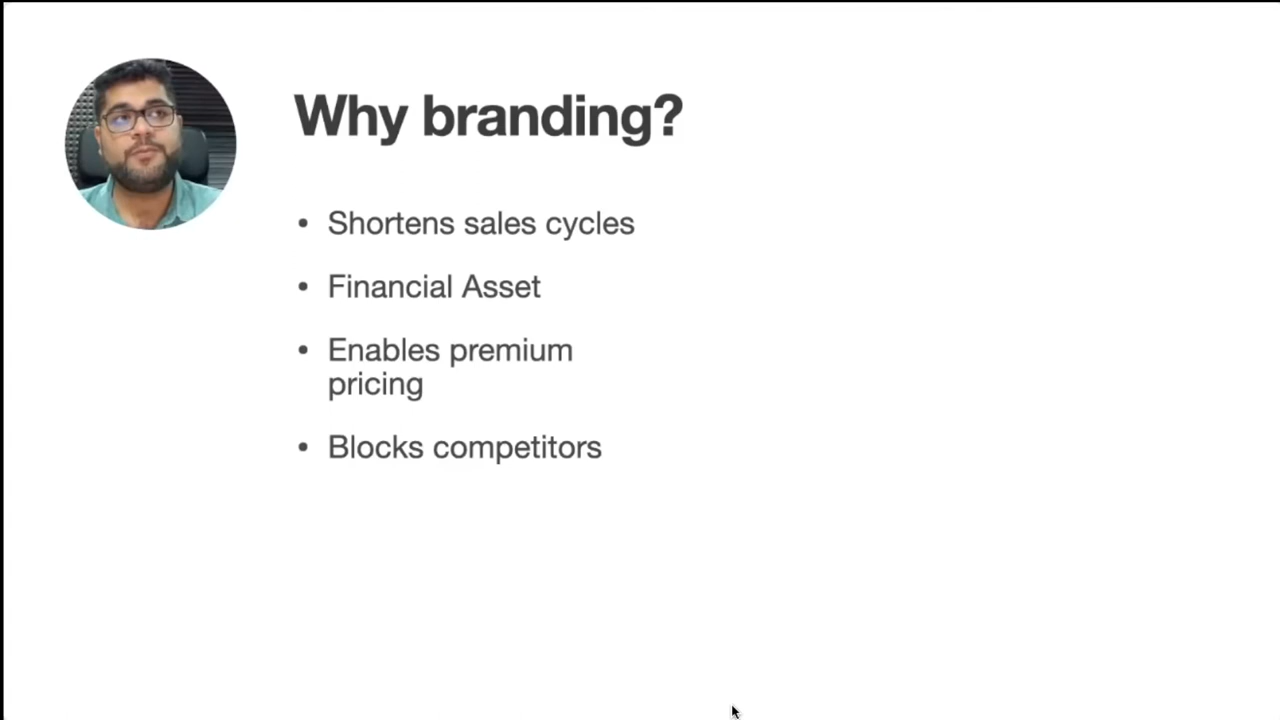 Why branding?
• Shortens sales cycles
• Financial Asset
• Enables premium
pricing
• Blocks competitors